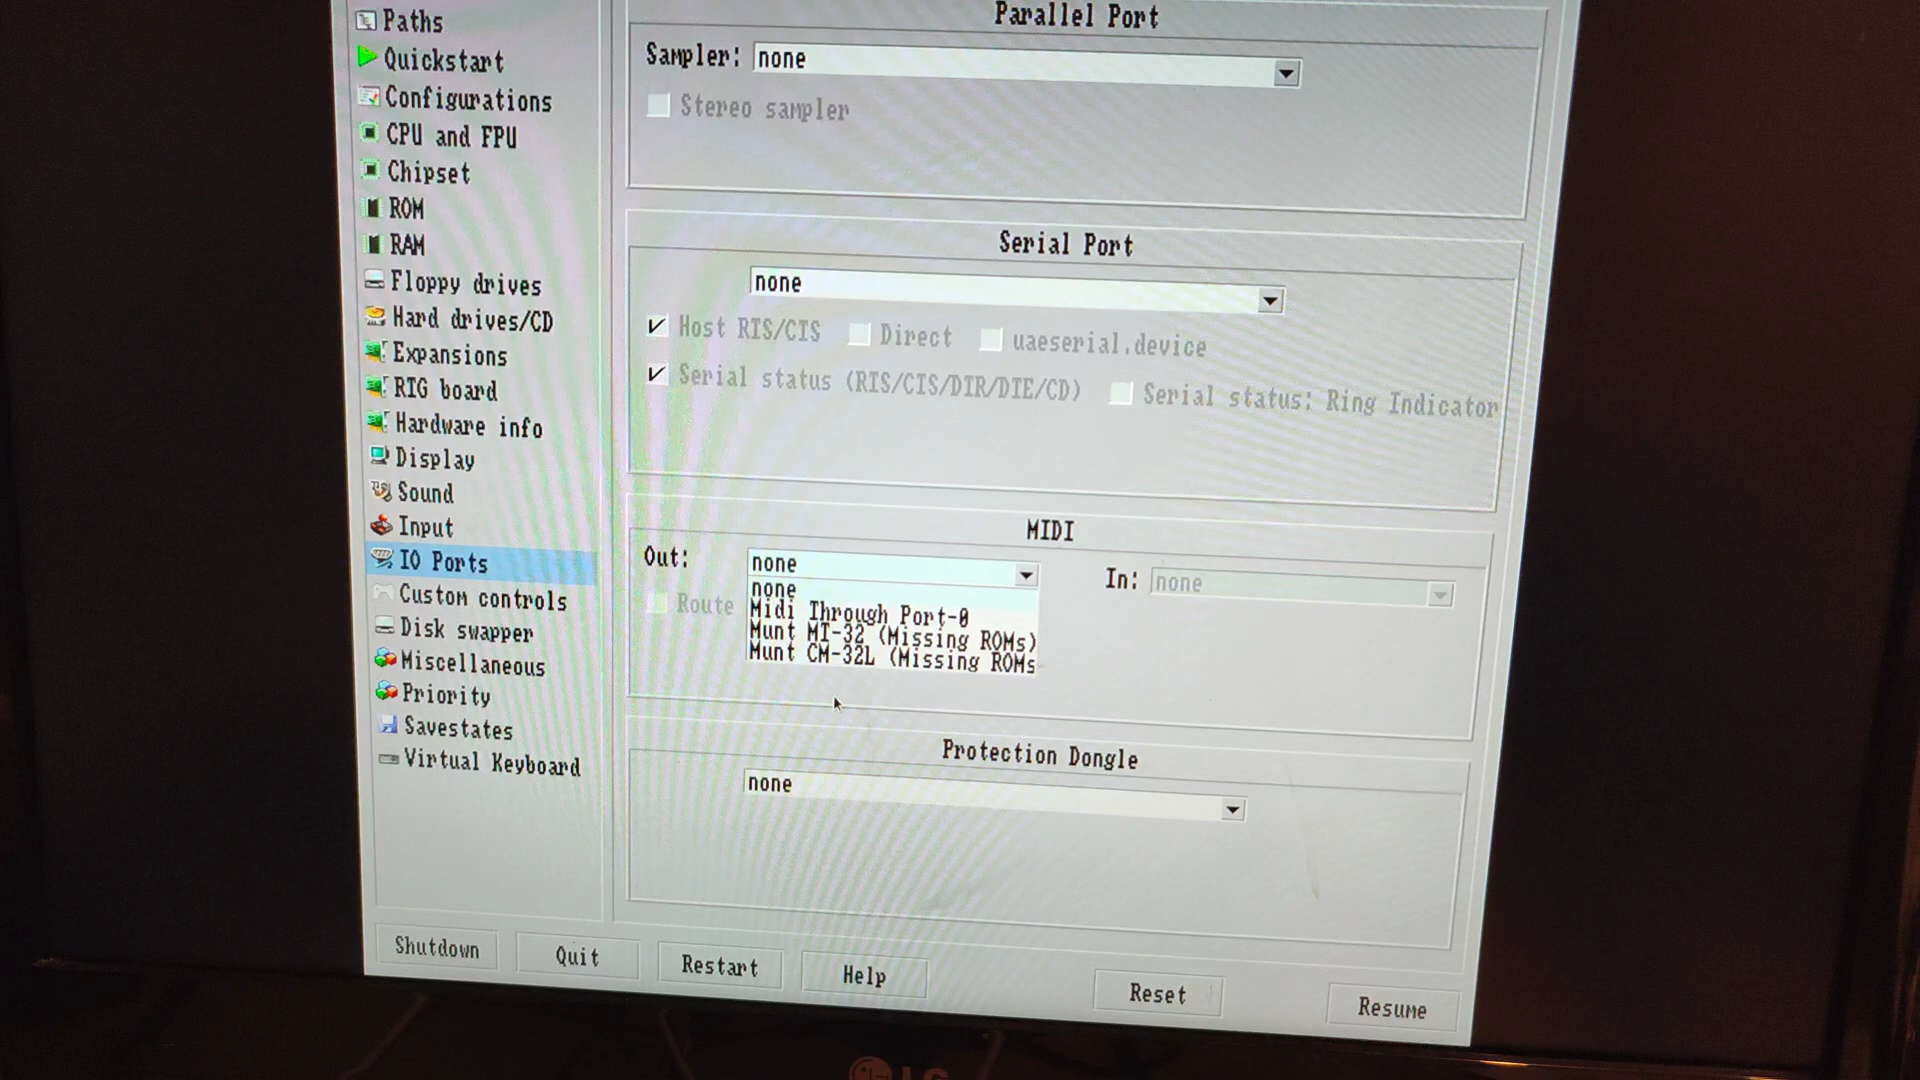 Paths
Quickstart
Configurations
CPU and FPU
Chipset
ROM
RAM
Floppy drives
Hard drives/CD
Expansions
RTG board
Hardware info
Display
Sound
Input
IO Ports
Custom controls
Disk swapper
Miscellaneous
Priority
Savestates
Virtual Keyboard
Parallel Port
Sampler: none
Stereo sampler
Serial Port
none
Host RTS/CTS Direct uaeserial.device
Serial status (RTS/CTS/DTR/DTE/CD) Serial status: Ring Indicator
MIDI
Out: none In: none
none
Route Midi Through Port-0
Munt MT-32 (Missing ROMs)
Munt CM-32L (Missing ROMs
Protection Dongle
none
Shutdown Quit Restart Help Reset Resume
LG